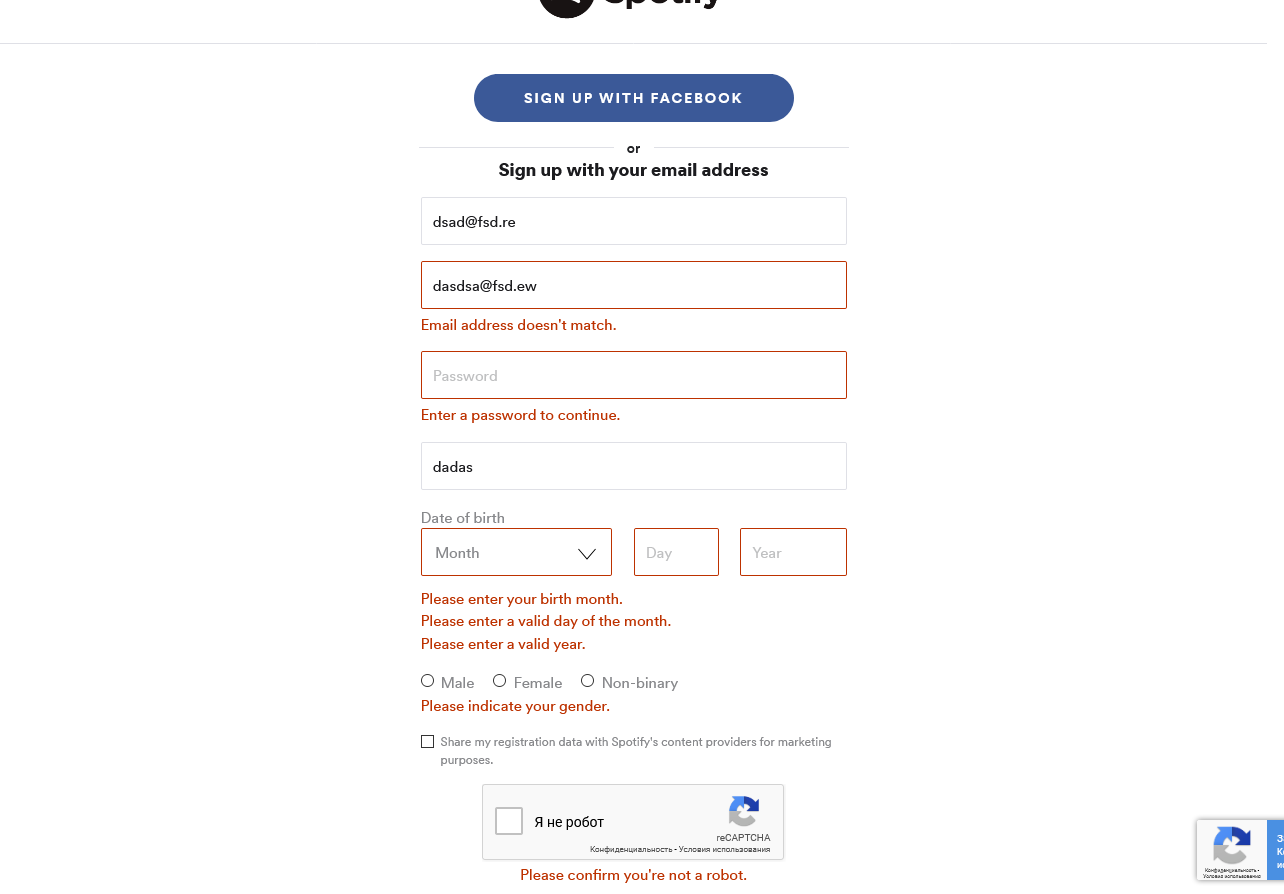 Spotify
SIGN UP WITH FACEBOOK
or
Sign up with your email address
dsad@fsd.re
dasdsa@fsd.ew
Email address doesn't match.
Password
Enter a password to continue.
dadas
Date of birth
Month Day Year
Please enter your birth month.
Please enter a valid day of the month.
Please enter a valid year.
Male Female Non-binary
Please indicate your gender.
Share my registration data with Spotify's content providers for marketing
purposes.
Я не робот
reCAPTCHA
Конфиденциальность - Условия использования
Please confirm you're not a robot.
Конфиденциальность -
Условия использования